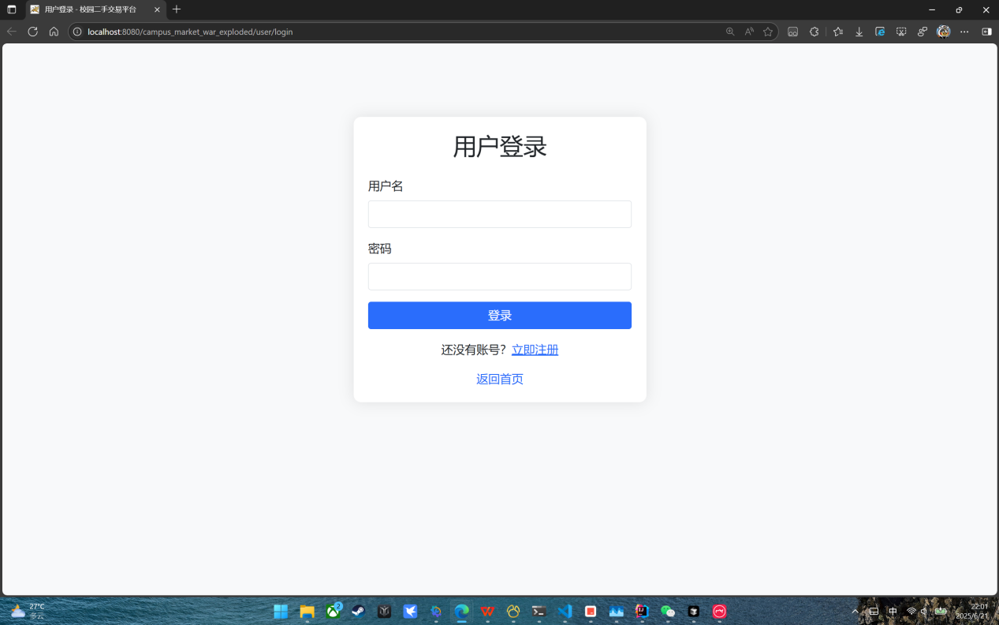 用户登录 - 校园二手交易平台
localhost:8080/campus_market_war_exploded/user/login
用户登录
用户名
密码
登录
还没有账号？立即注册
返回首页
27°C
多云
2
中
22:01
2025/6/21